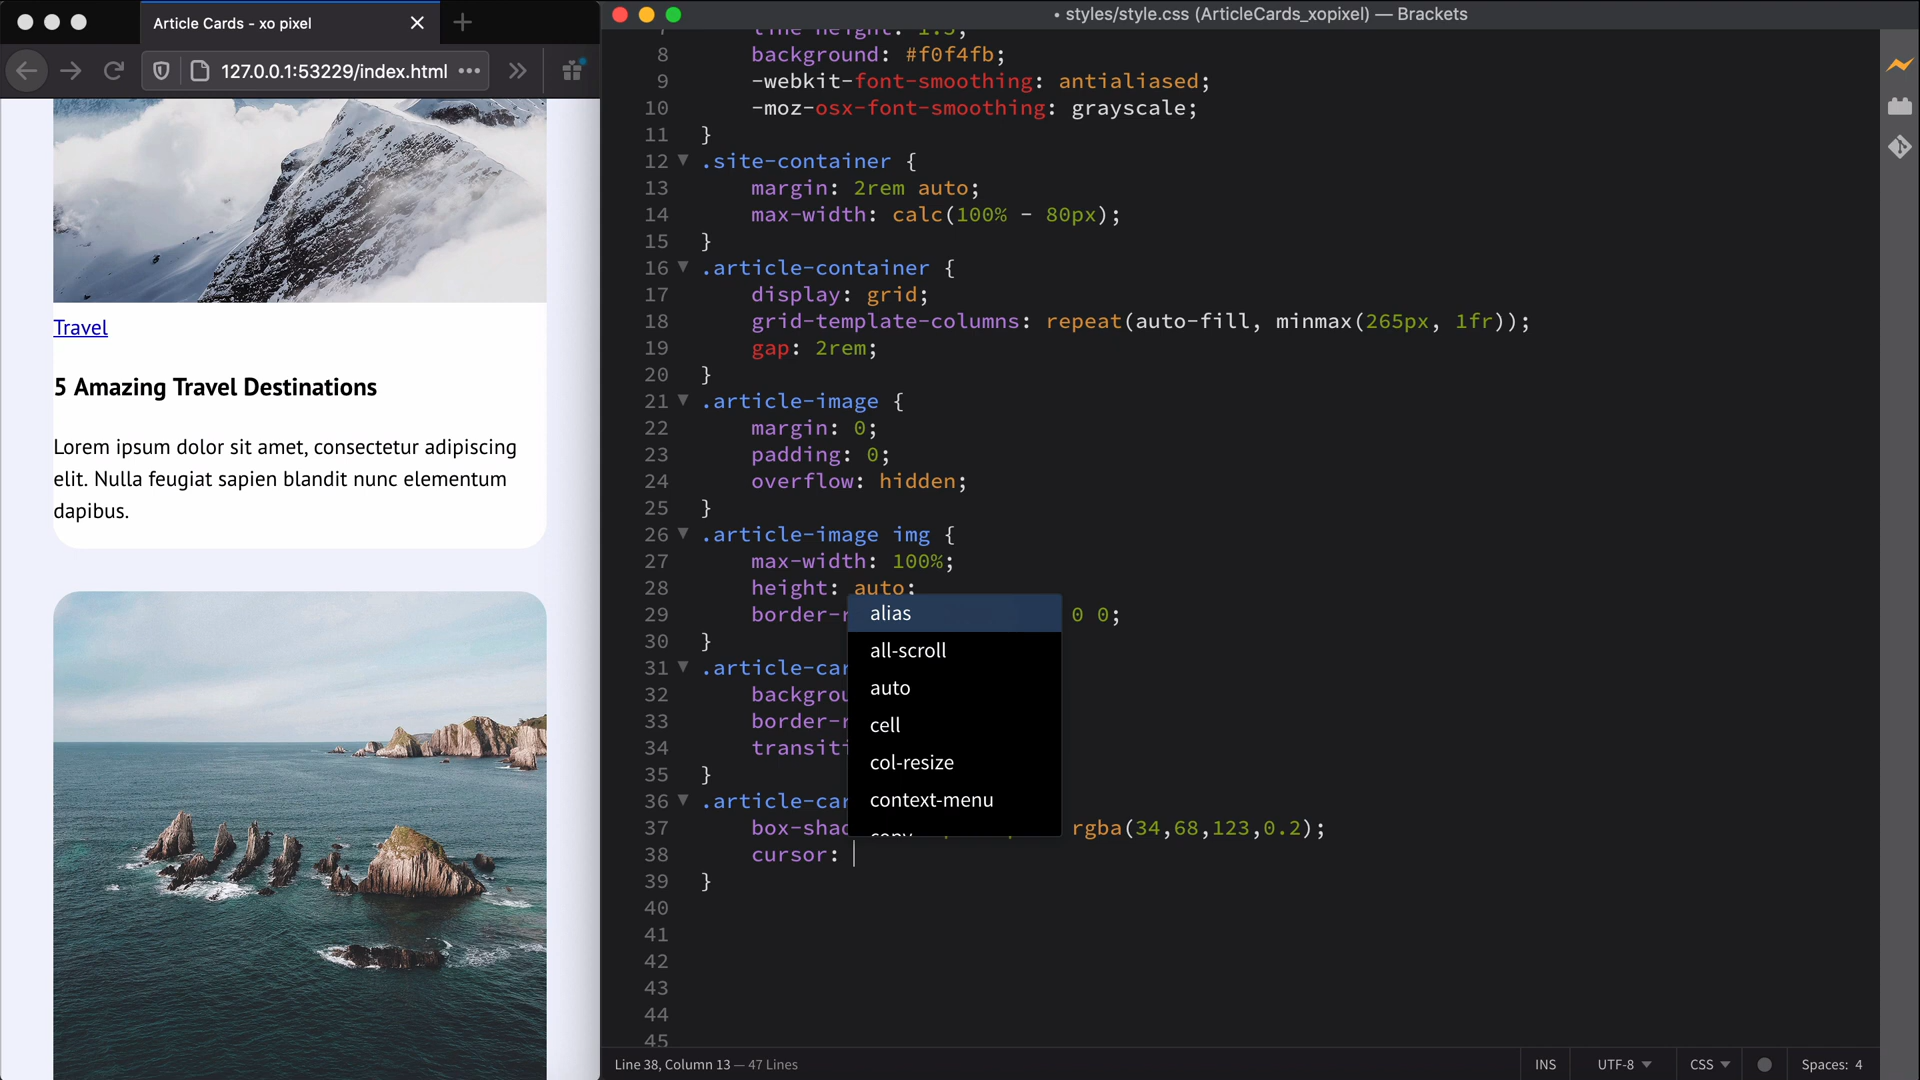 Article Cards - xo pixel
127.0.0.1:53229/index.html
Travel
5 Amazing Travel Destinations
Lorem ipsum dolor sit amet, consectetur adipiscing
elit. Nulla feugiat sapien blandit nunc elementum
dapibus.
• styles/style.css (ArticleCards_xopixel) — Brackets
7 line-height: 1.5;
8 background: #f0f4fb;
9 -webkit-font-smoothing: antialiased;
10 -moz-osx-font-smoothing: grayscale;
11 }
12 .site-container {
13 margin: 2rem auto;
14 max-width: calc(100% - 80px);
15 }
16 .article-container {
17 display: grid;
18 grid-template-columns: repeat(auto-fill, minmax(265px, 1fr));
19 gap: 2rem;
20 }
21 .article-image {
22 margin: 0;
23 padding: 0;
24 overflow: hidden;
25 }
26 .article-image img {
27 max-width: 100%;
28 height: auto;
29 border-r 0 0;
30 }
31 .article-car
32 backgrou
33 border-r
34 transiti
35 }
36 .article-car
37 box-shad rgba(34,68,123,0.2);
38 cursor:
39 }
40
41
42
43
44
45
alias
all-scroll
auto
cell
col-resize
context-menu
copy
Line 38, Column 13 — 47 Lines
INS
UTF-8
CSS
Spaces: 4